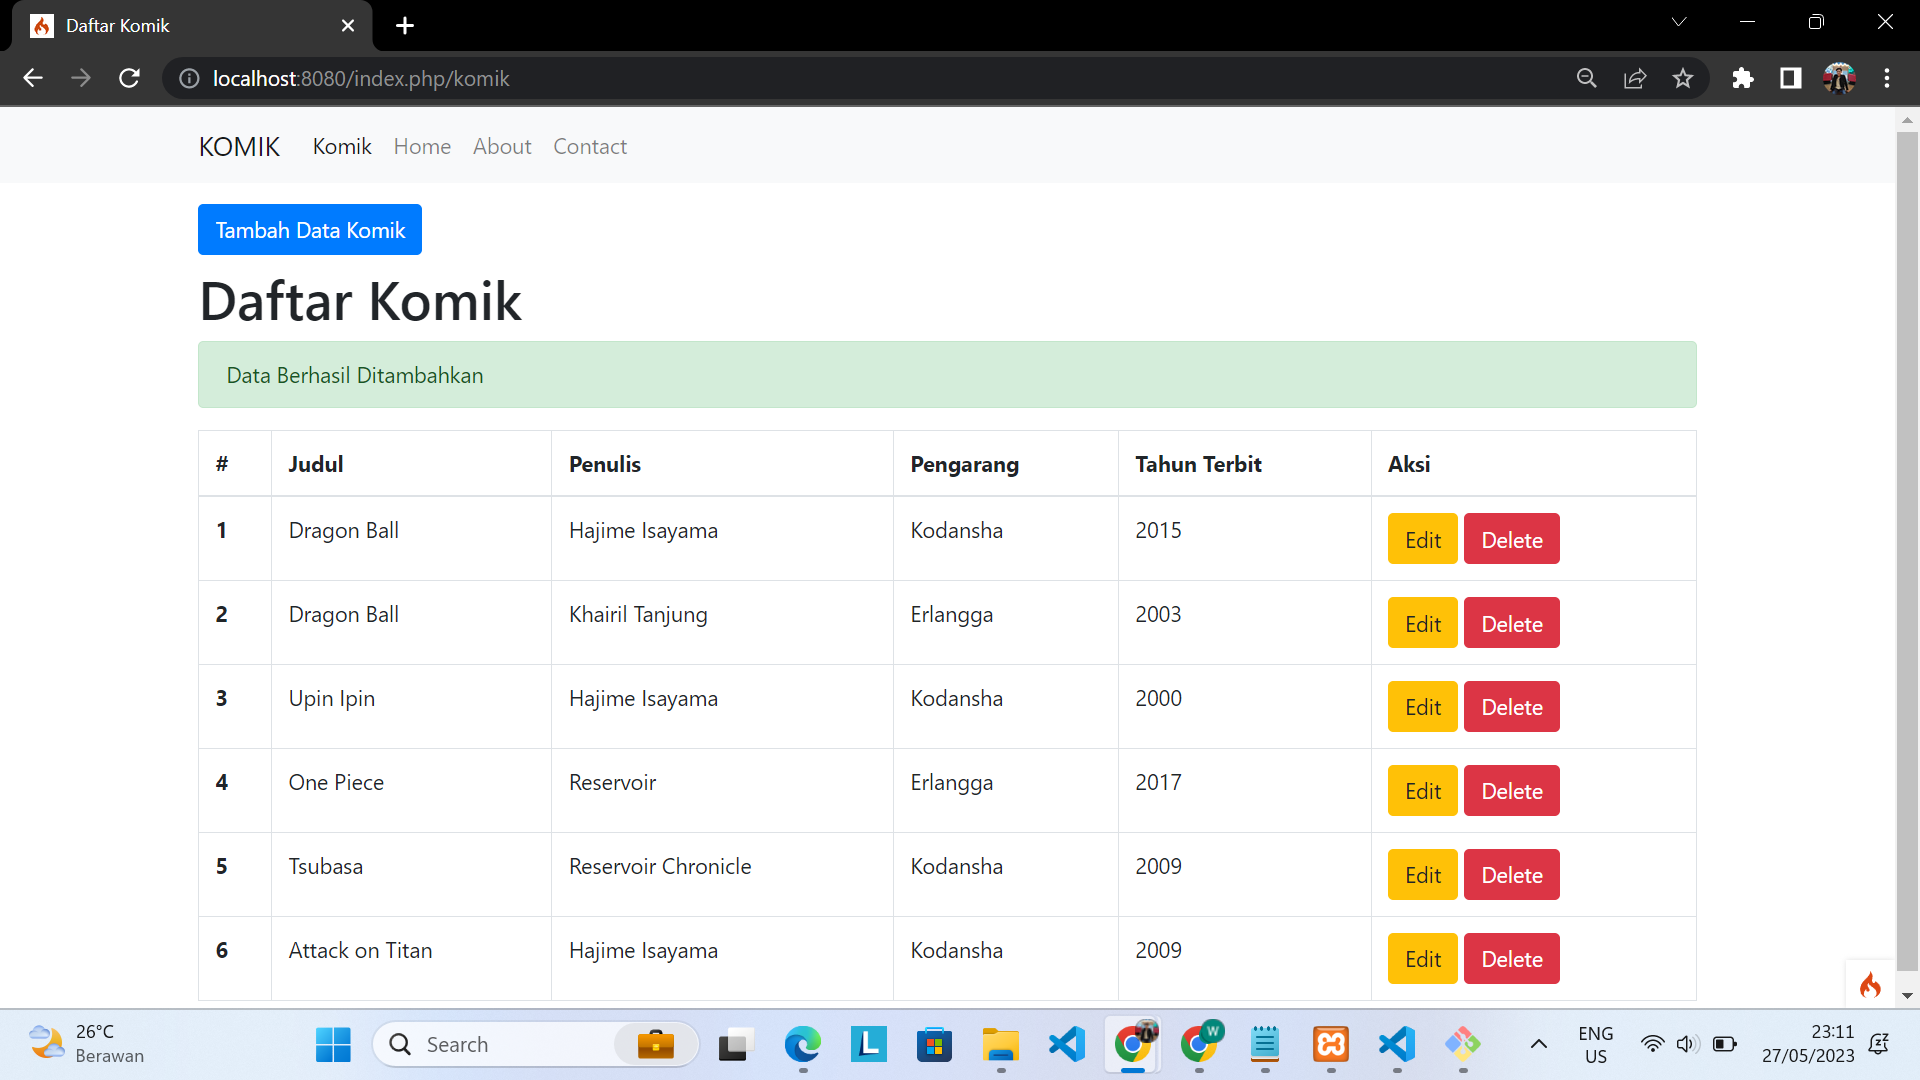 Daftar Komik
localhost:8080/index.php/komik
KOMIK Komik Home About Contact
Tambah Data Komik
Daftar Komik
Data Berhasil Ditambahkan
# Judul Penulis Pengarang Tahun Terbit Aksi
1 Dragon Ball Hajime Isayama Kodansha 2015 Edit Delete
2 Dragon Ball Khairil Tanjung Erlangga 2003 Edit Delete
3 Upin Ipin Hajime Isayama Kodansha 2000 Edit Delete
4 One Piece Reservoir Erlangga 2017 Edit Delete
5 Tsubasa Reservoir Chronicle Kodansha 2009 Edit Delete
6 Attack on Titan Hajime Isayama Kodansha 2009 Edit Delete
26°C
Berawan
Search
L
W
ENG
US
23:11
27/05/2023